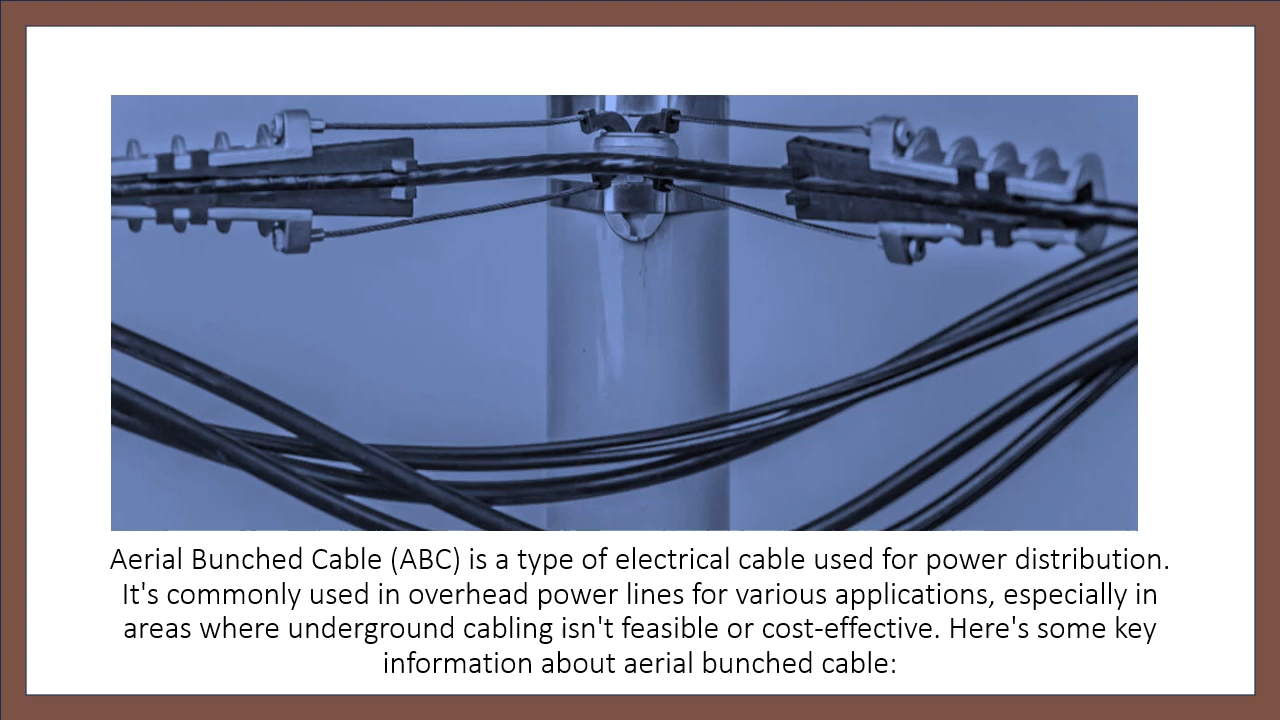 Aerial Bunched Cable (ABC) is a type of electrical cable used for power distribution.
It's commonly used in overhead power lines for various applications, especially in
areas where underground cabling isn't feasible or cost-effective. Here's some key
information about aerial bunched cable: